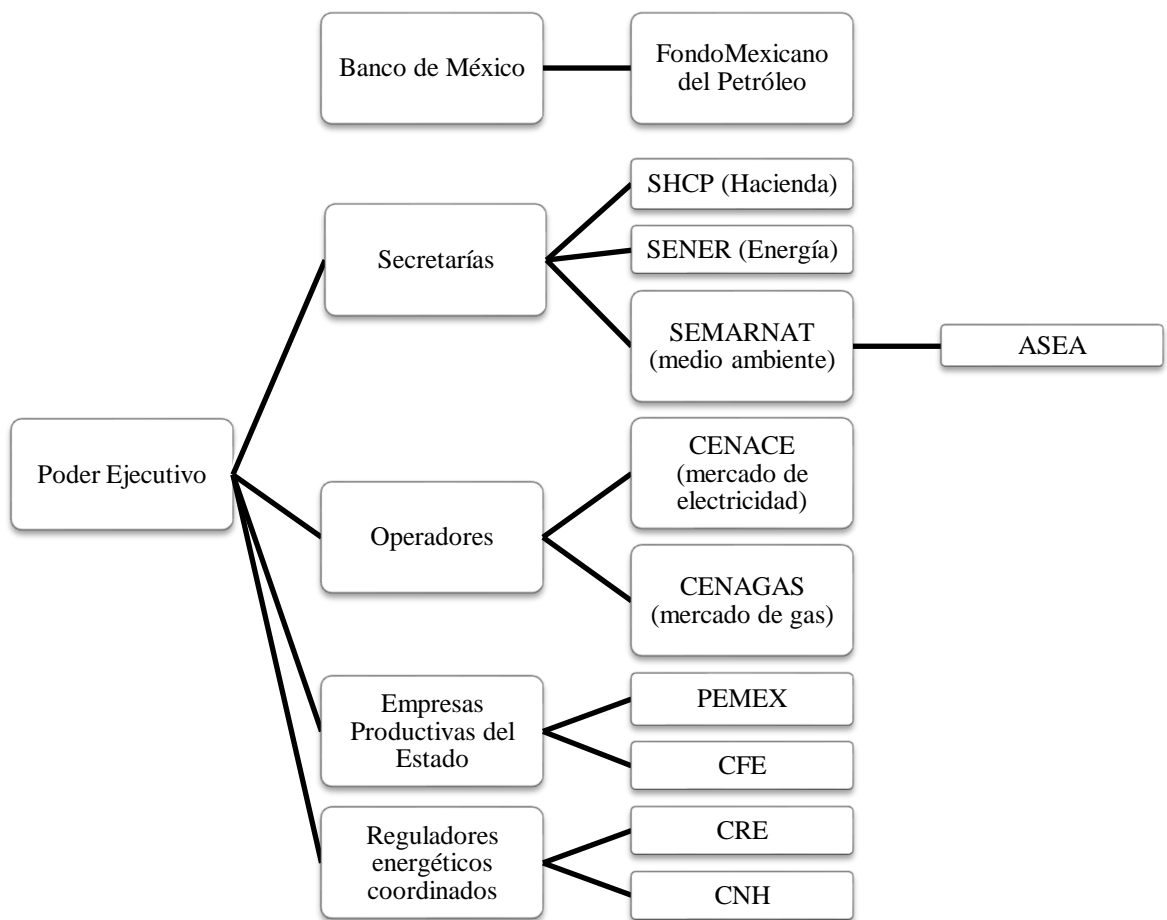 Banco de México
FondoMexicano
del Petróleo
SHCP (Hacienda)
Secretarías
SENER (Energía)
SEMARNAT
(medio ambiente)
ASEA
Poder Ejecutivo
CENACE
(mercado de
electricidad)
Operadores
CENAGAS
(mercado de gas)
Empresas
Productivas del
Estado
PEMEX
CFE
Reguladores
energéticos
coordinados
CRE
CNH